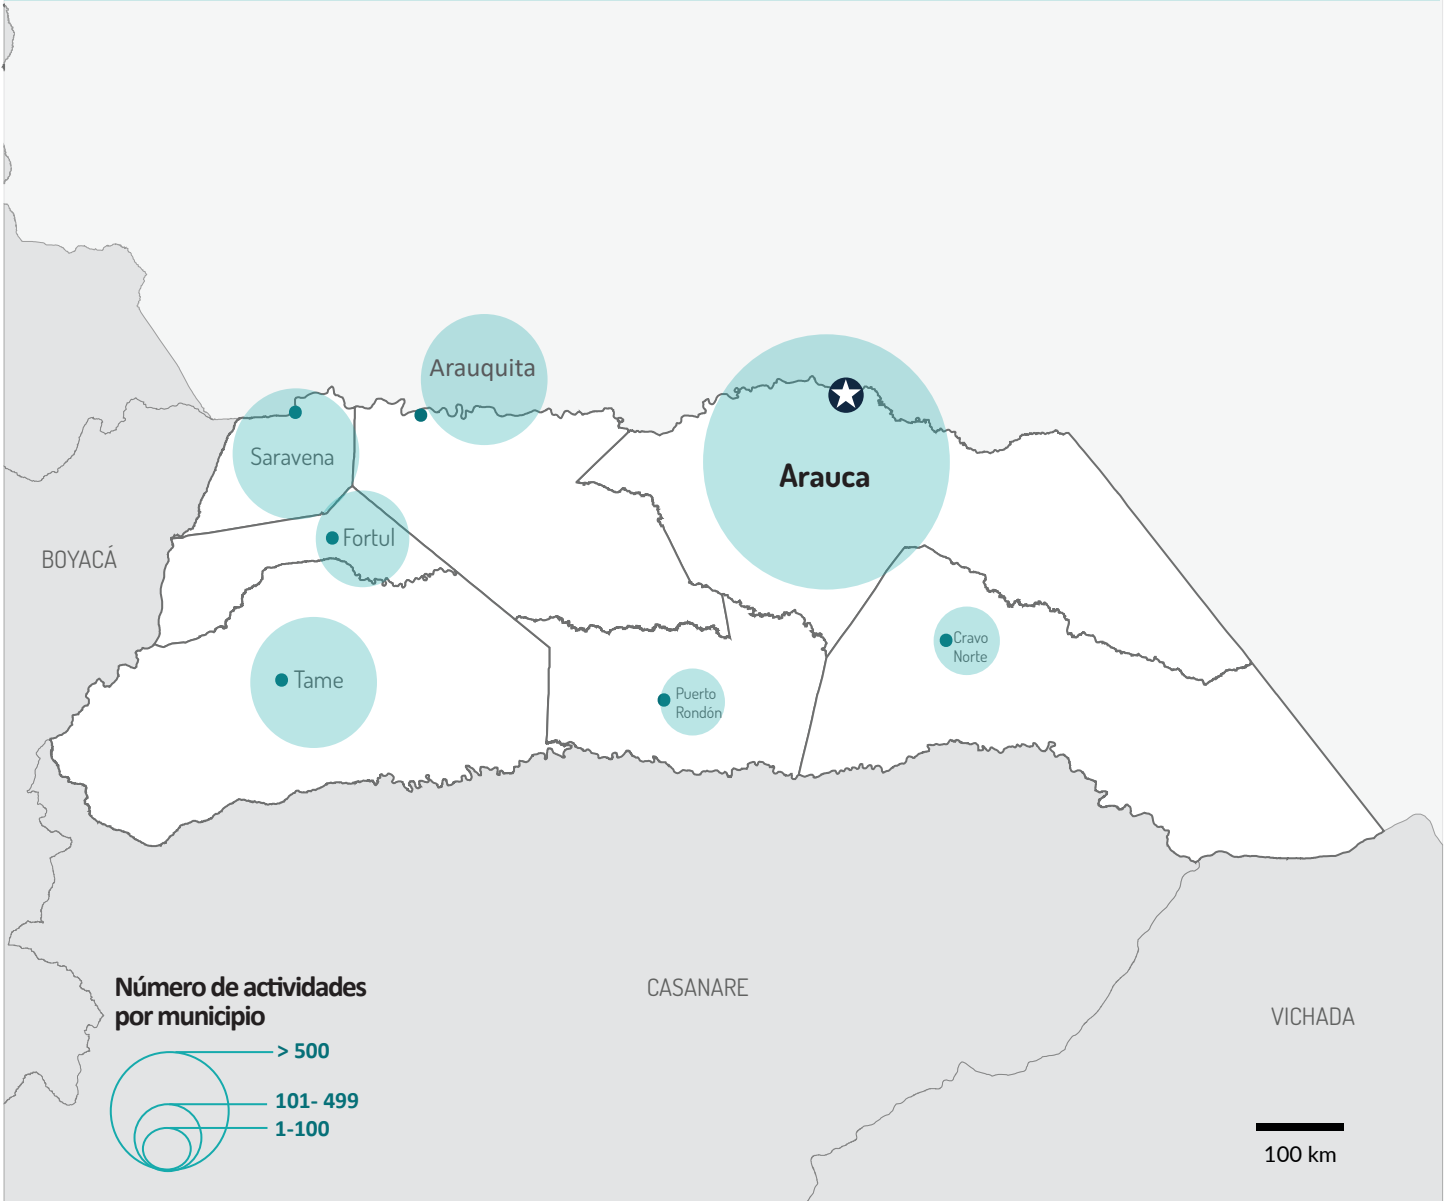 Arauquita
Saravena
Arauca
Fortul
BOYACÁ
Cravo
Norte
Tame
Puerto
Rondón
Número de actividades
por municipio
> 500
101- 499
1-100
CASANARE
VICHADA
100 km